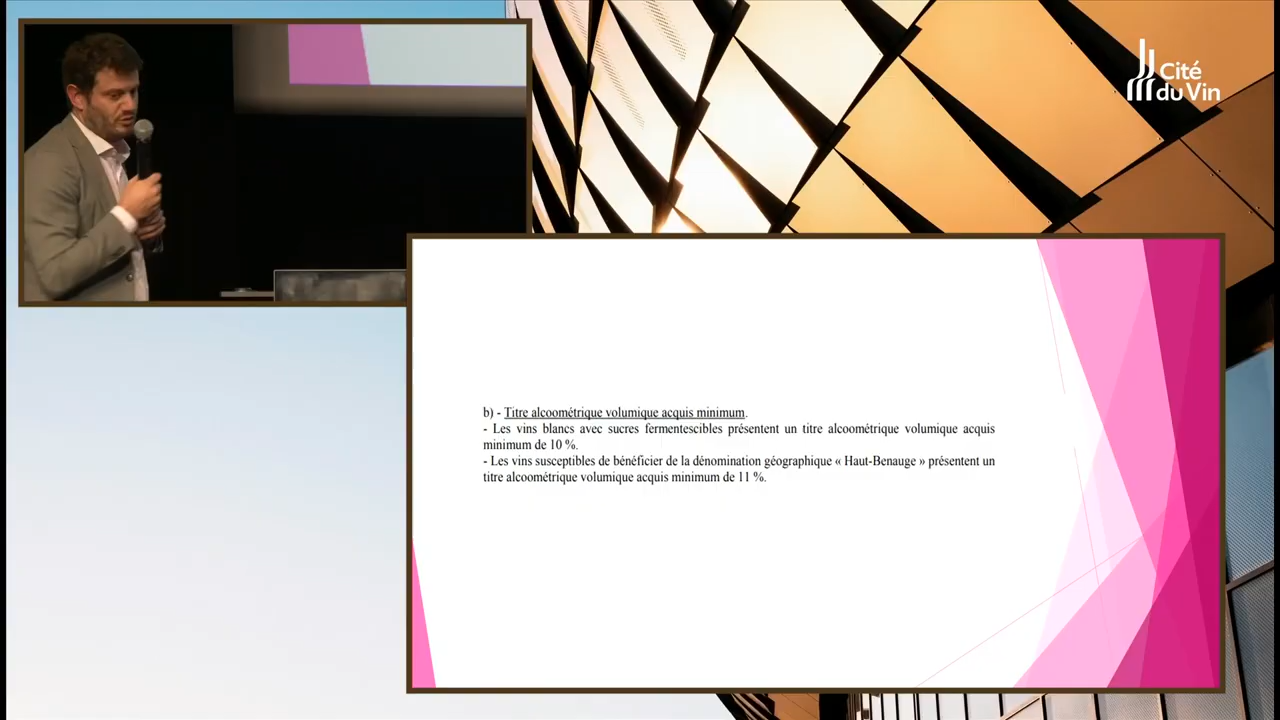 Cité
du Vin
b) - Titre alcoométrique volumique acquis minimum.
- Les vins blancs avec sucres fermentescibles présentent un titre alcoométrique volumique acquis
minimum de 10 %.
- Les vins susceptibles de bénéficier de la dénomination géographique « Haut-Benauge » présentent un
titre alcoométrique volumique acquis minimum de 11 %.